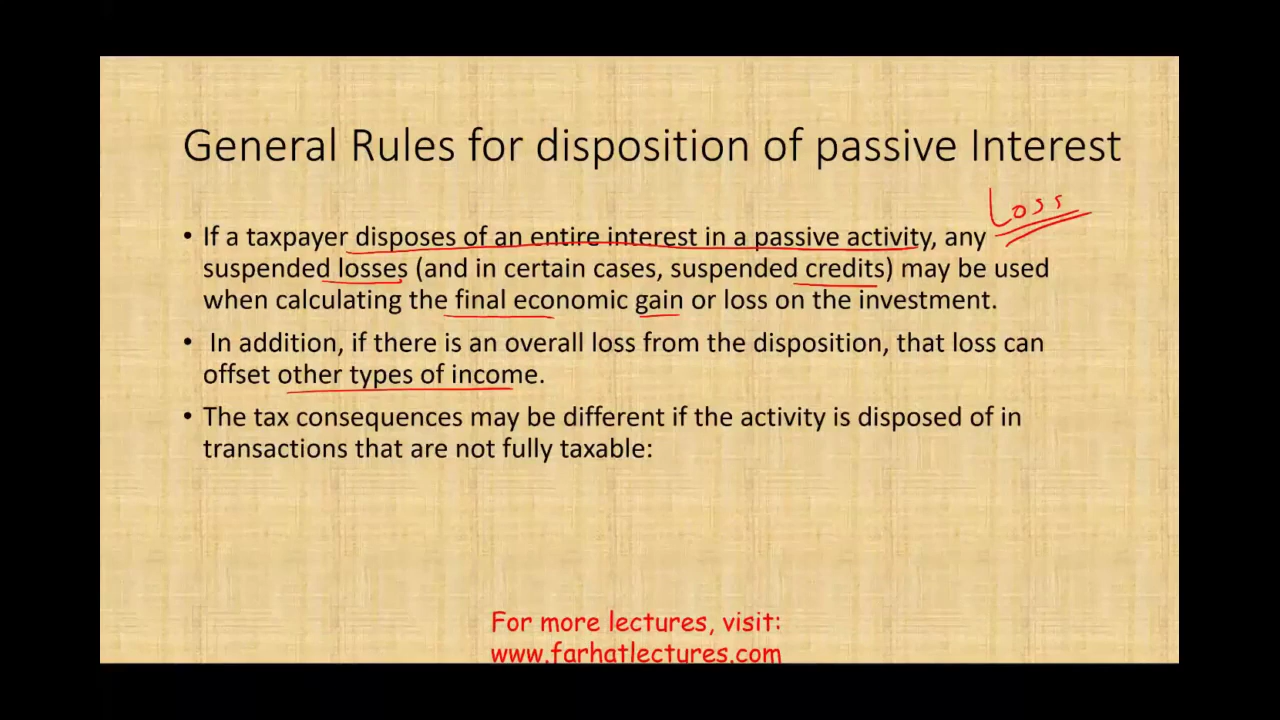 General Rules for disposition of passive Interest
Loss
• If a taxpayer disposes of an entire interest in a passive activity, any
suspended losses (and in certain cases, suspended credits) may be used
when calculating the final economic gain or loss on the investment.
• In addition, if there is an overall loss from the disposition, that loss can
offset other types of income.
• The tax consequences may be different if the activity is disposed of in
transactions that are not fully taxable:
For more lectures, visit:
www.farhatlectures.com